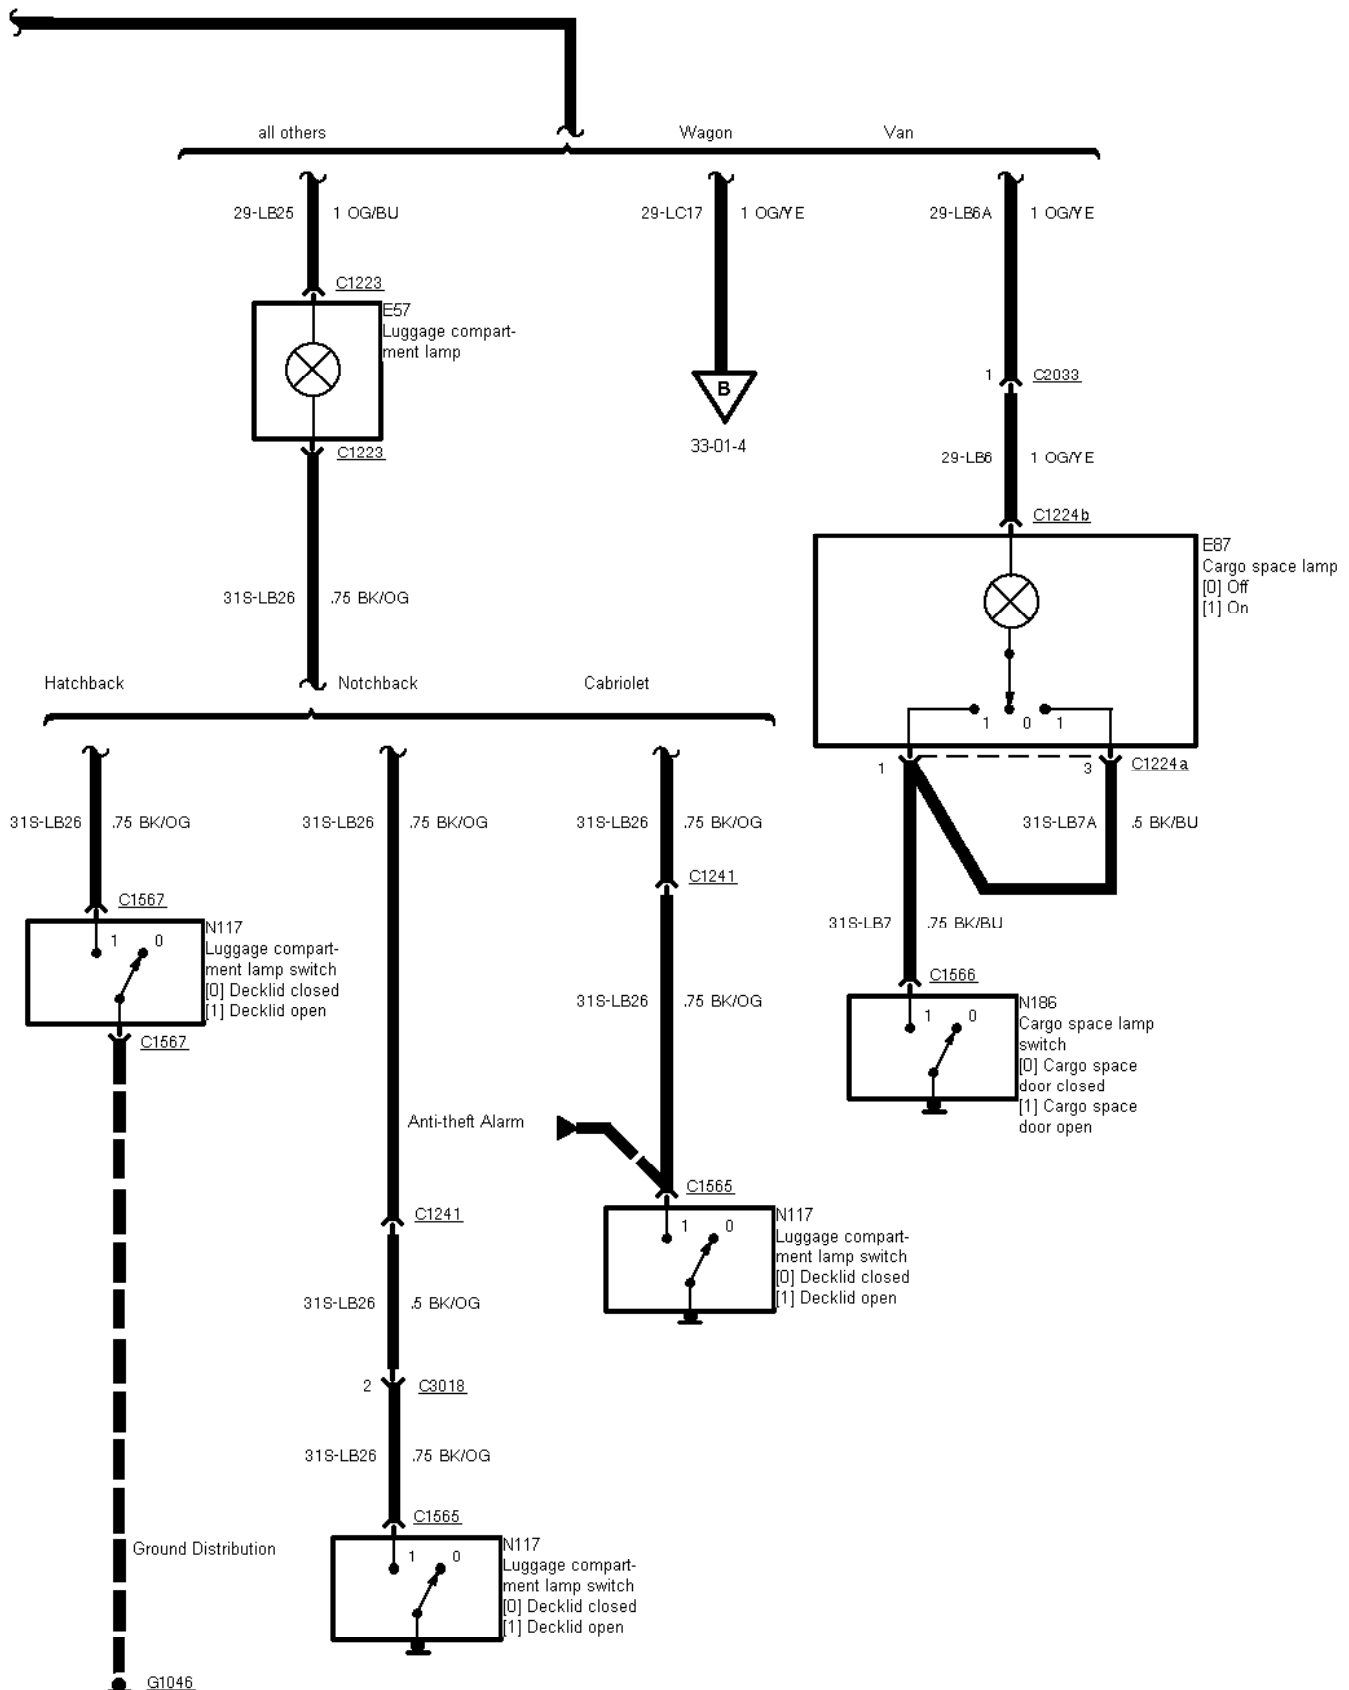 all others
Wagon
Van
29-LB25
1 OG/BU
29-LC17
1 OG/YE
29-LB6A
1 OG/YE
C1223
E57
Luggage compart-
ment lamp
B
33-01-4
1
C2033
C1223
29-LB6
1 OG/YE
C1224b
E87
Cargo space lamp
[0] Off
[1] On
31S-LB26
.75 BK/OG
Hatchback
Notchback
Cabriolet
1
0
1
1
3
C1224a
31S-LB26
.75 BK/OG
31S-LB26
.75 BK/OG
31S-LB26
.75 BK/OG
31S-LB7A
.5 BK/BU
C1241
C1567
31S-LB7
.75 BK/BU
1
0
N117
Luggage compart-
ment lamp switch
[0] Decklid closed
[1] Decklid open
C1567
31S-LB26
.75 BK/OG
C1566
1
0
N186
Cargo space lamp
switch
[0] Cargo space
door closed
[1] Cargo space
door open
Anti-theft Alarm
C1565
1
0
N117
Luggage compart-
ment lamp switch
[0] Decklid closed
[1] Decklid open
C1241
31S-LB26
.5 BK/OG
2
C3018
31S-LB26
.75 BK/OG
C1565
1
0
N117
Luggage compart-
ment lamp switch
[0] Decklid closed
[1] Decklid open
Ground Distribution
G1046